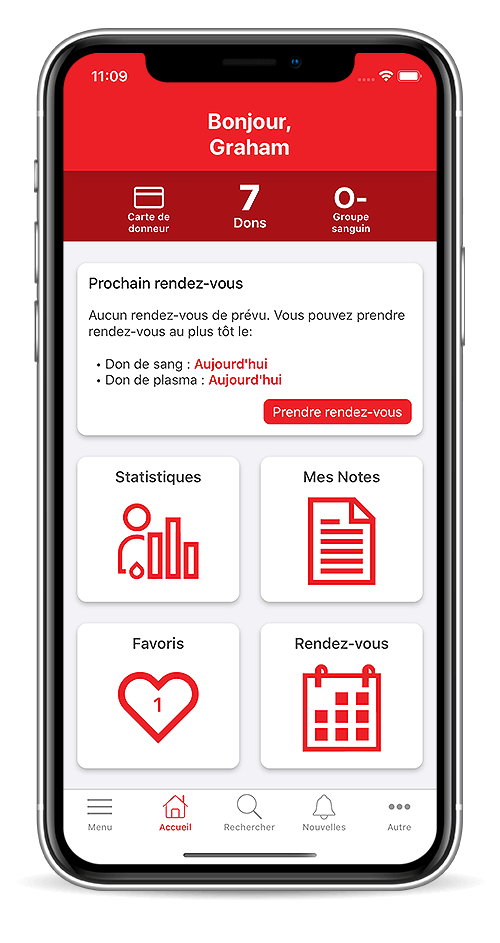 11:09
Bonjour,
Graham
Carte de
donneur
7
Dons
O-
Groupe
sanguin
Prochain rendez-vous
Aucun rendez-vous de prévu. Vous pouvez prendre
rendez-vous au plus tôt le:
• Don de sang : Aujourd'hui
• Don de plasma : Aujourd'hui
Prendre rendez-vous
Statistiques
Mes Notes
Favoris
1
Rendez-vous
Menu
Accueil
Rechercher
Nouvelles
Autre